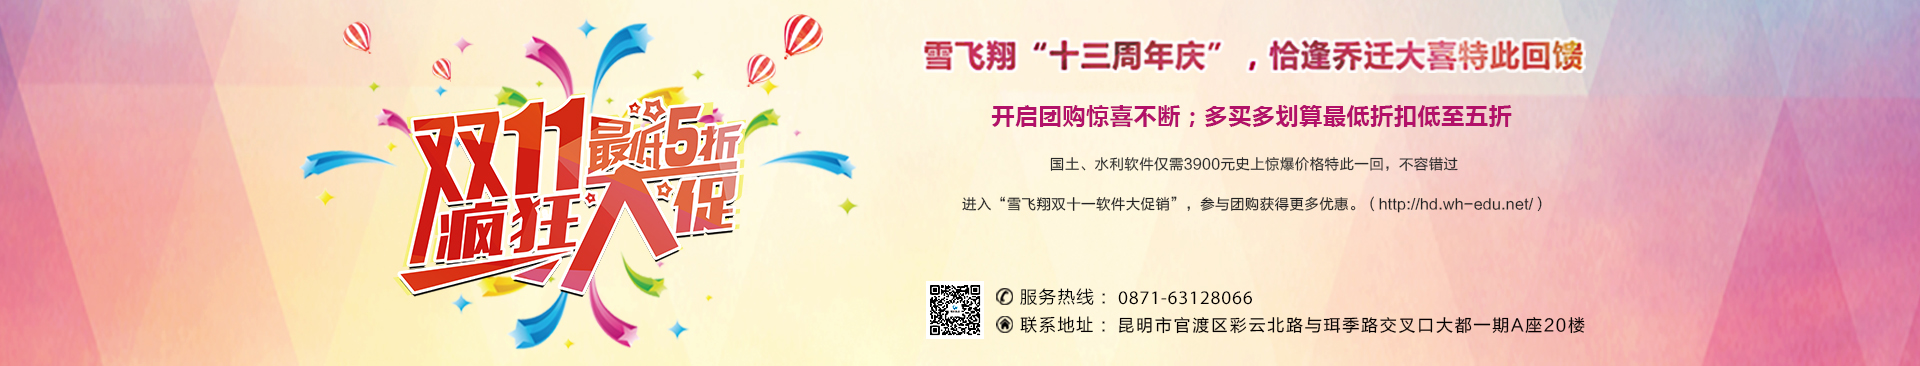 双11最低5折
疯狂大促
雪飞翔“十三周年庆”，恰逢乔迁大喜特此回馈
开启团购惊喜不断；多买多划算最低折扣低至五折
国土、水利软件仅需3900元史上惊爆价格特此一回，不容错过
进入“雪飞翔双十一软件大促销”，参与团购获得更多优惠。（http://hd.wh-edu.net/）
服务热线：0871-63128066
联系地址：昆明市官渡区彩云北路与珥季路交叉口大都一期A座20楼